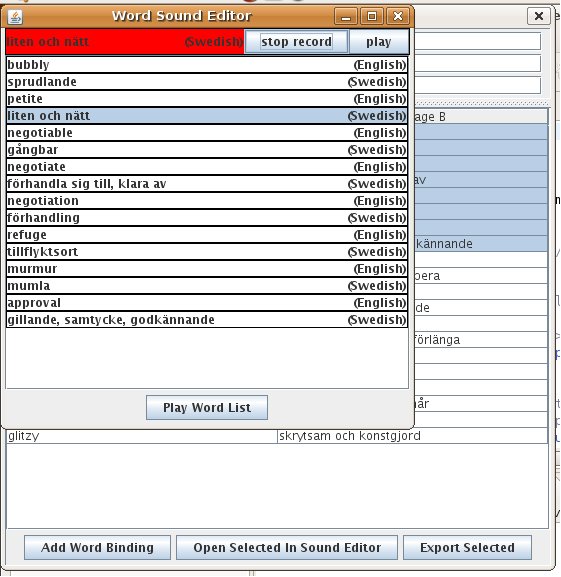 Word Sound Editor
liten och nätt (Swedish) stop record play
bubbly (English)
sprudlande (Swedish)
petite (English)
liten och nätt (Swedish)
negotiable (English)
gångbar (Swedish)
negotiate (English)
förhandla sig till, klara av (Swedish)
negotiation (English)
förhandling (Swedish)
refuge (English)
tillflyktsort (Swedish)
murmur (English)
mumla (Swedish)
approval (English)
gillande, samtycke, godkännande (Swedish)
Play Word List
age B
av
kännande
pera
de
förlänga
når
glitzy skrytsam och konstgjord
Add Word Binding Open Selected In Sound Editor Export Selected